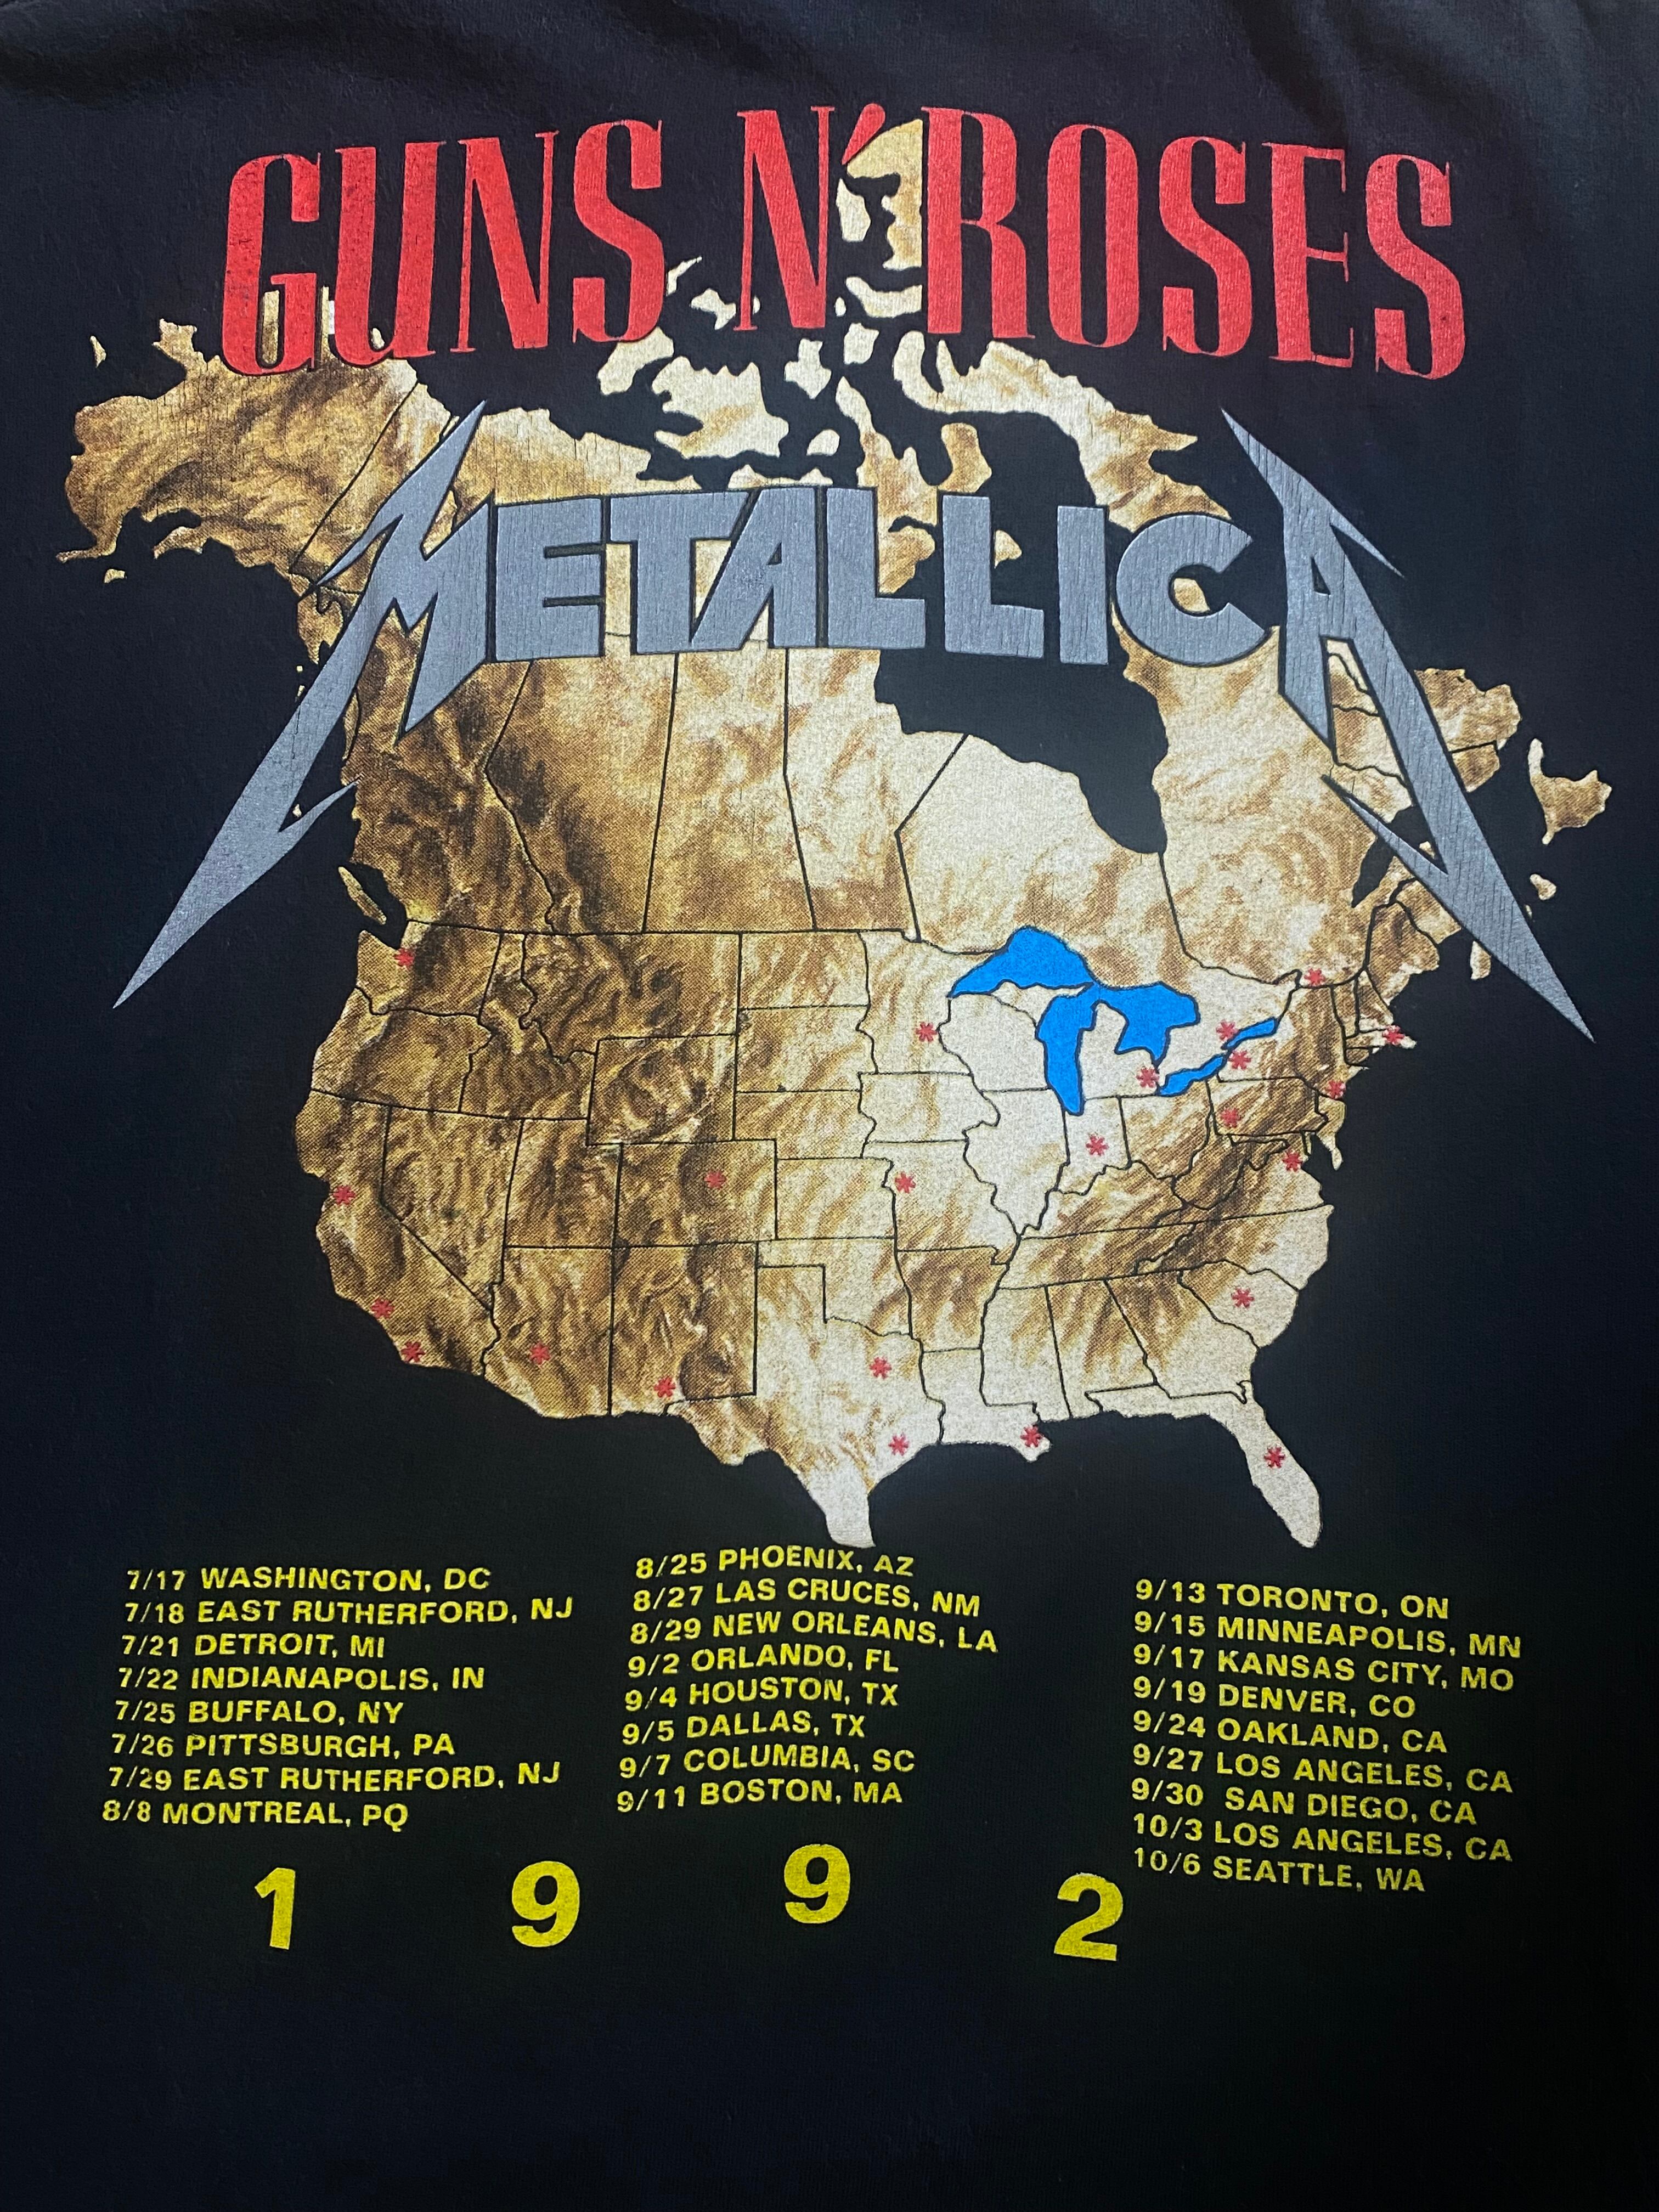 GUNS N' ROSES
METALLICA
7/17 WASHINGTON, DC
7/18 EAST RUTHERFORD, NJ
7/21 DETROIT, MI
7/22 INDIANAPOLIS, IN
7/25 BUFFALO, NY
7/26 PITTSBURGH, PA
7/29 EAST RUTHERFORD, NJ
8/8 MONTREAL, PQ
8/25 PHOENIX, AZ
8/27 LAS CRUCES, NM
8/29 NEW ORLEANS, LA
9/2 ORLANDO, FL
9/4 HOUSTON, TX
9/5 DALLAS, TX
9/7 COLUMBIA, SC
9/11 BOSTON, MA
9/13 TORONTO, ON
9/15 MINNEAPOLIS, MN
9/17 KANSAS CITY, MO
9/19 DENVER, CO
9/24 OAKLAND, CA
9/27 LOS ANGELES, CA
9/30 SAN DIEGO, CA
10/3 LOS ANGELES, CA
10/6 SEATTLE, WA
1 9 9 2